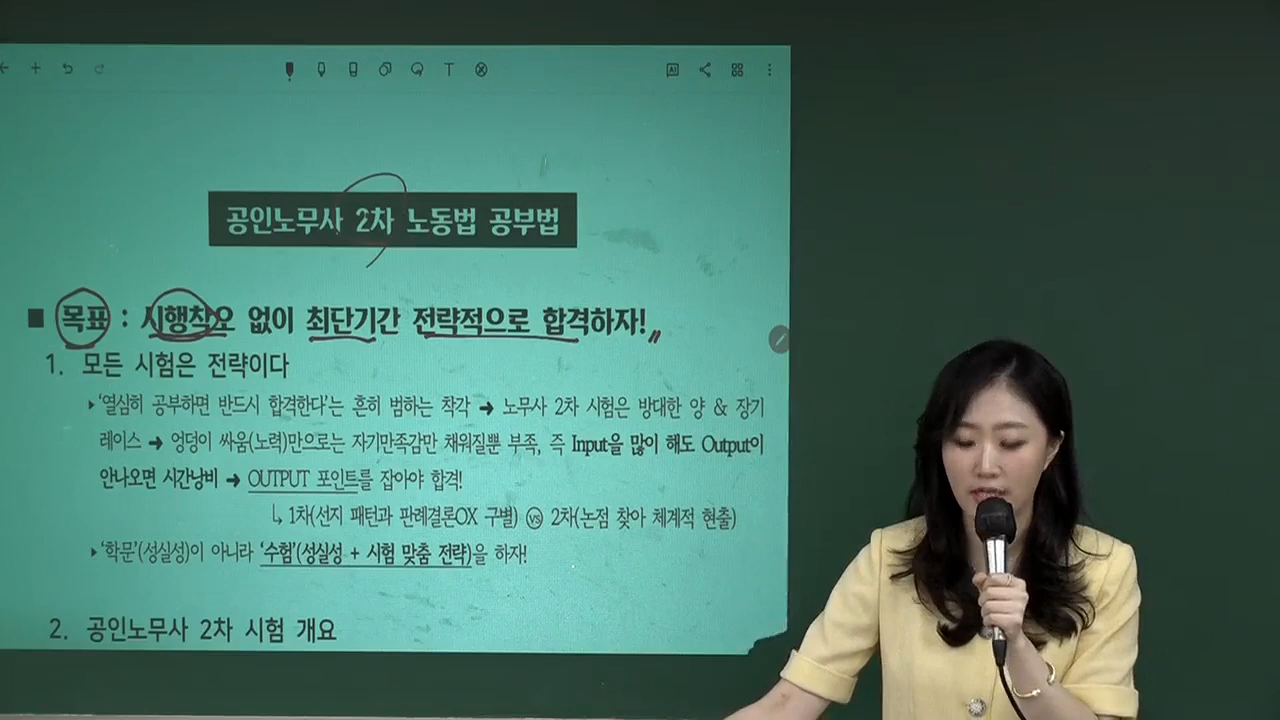 공인노무사 2차 노동법 공부법
■ 목표 : 시행착오 없이 최단기간 전략적으로 합격하자!
1. 모든 시험은 전략이다
▸'열심히 공부하면 반드시 합격한다'는 흔히 범하는 착각 ➜ 노무사 2차 시험은 방대한 양 & 장기
레이스 ➜ 엉덩이 싸움(노력)만으로는 자기만족감만 채워질뿐 부족, 즉 Input을 많이 해도 Output이
안나오면 시간낭비 ➜ OUTPUT 포인트를 잡아야 합격!
↳ 1차(선지 패턴과 판례결론OX 구별) ⓥⓢ 2차(논점 찾아 체계적 현출)
▸'학문'(성실성)이 아니라 '수험'(성실성 + 시험 맞춤 전략)을 하자!
2. 공인노무사 2차 시험 개요